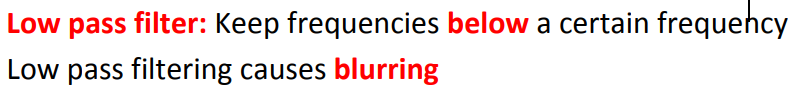 Low pass filter: Keep frequencies below a certain frequency
Low pass filtering causes blurring